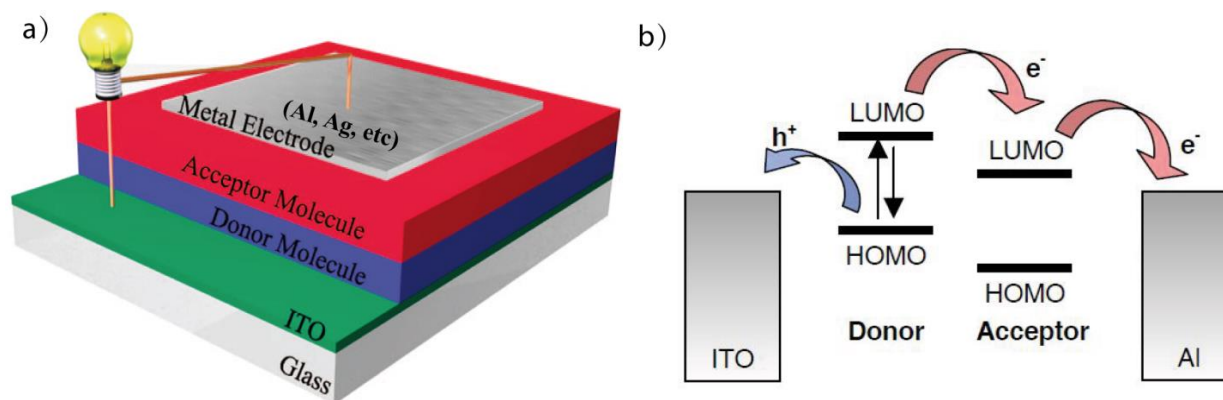 a)
(Al, Ag, etc)
Metal Electrode
Acceptor Molecule
Donor Molecule
ITO
Glass
b)
e⁻
LUMO
h⁺
LUMO
e⁻
HOMO
HOMO
Donor
Acceptor
ITO
Al